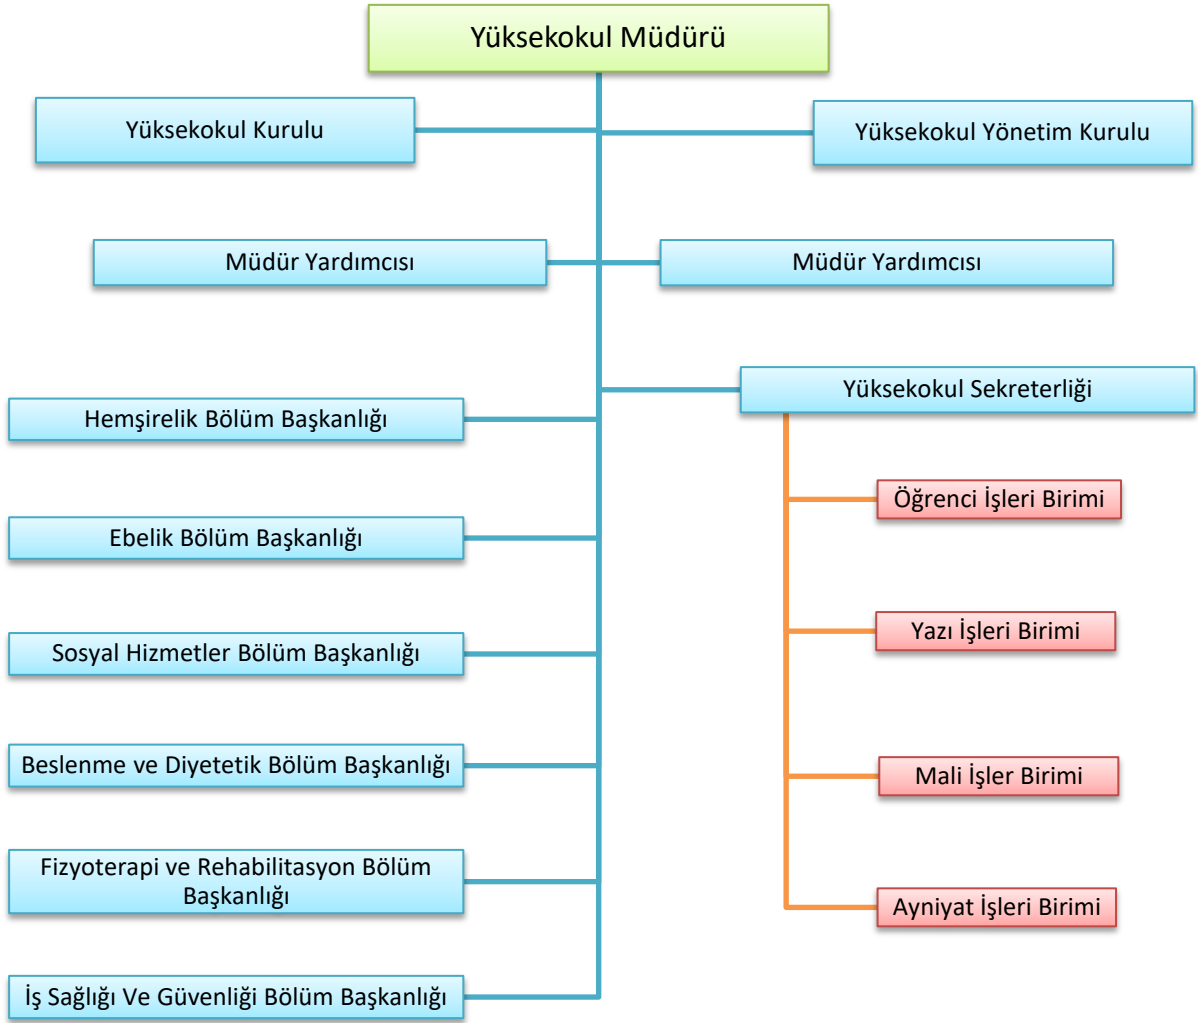 Yüksekokul Müdürü
Yüksekokul Kurulu
Yüksekokul Yönetim Kurulu
Müdür Yardımcısı
Müdür Yardımcısı
Yüksekokul Sekreterliği
Hemşirelik Bölüm Başkanlığı
Öğrenci İşleri Birimi
Ebelik Bölüm Başkanlığı
Yazı İşleri Birimi
Sosyal Hizmetler Bölüm Başkanlığı
Beslenme ve Diyetetik Bölüm Başkanlığı
Mali İşler Birimi
Fizyoterapi ve Rehabilitasyon Bölüm
Başkanlığı
Ayniyat İşleri Birimi
İş Sağlığı Ve Güvenliği Bölüm Başkanlığı